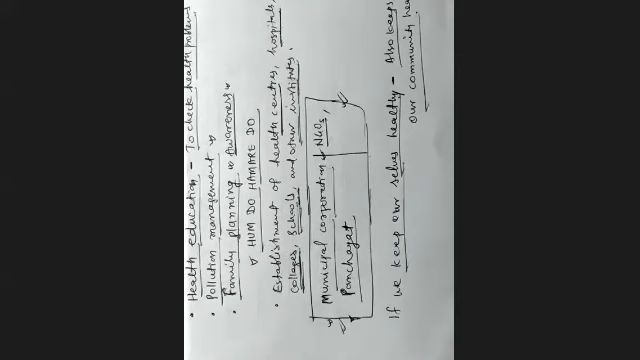 • Health education - To check health problems
• Pollution management
• Family planning Awareness
HUM DO HAMARE DO
• Establishment of health centres, hospitals,
collages, schools, and other institutes.
Municipal corporation NGOs,
Panchayat
If we keep our selves healthy - Also keeps
our community hea